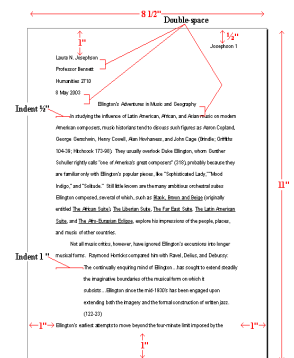 8 1/2"
Double-space
1"
½"
Josephson 1
Laura N. Josephson
Professor Bennett
Humanities 2710
8 May 2003
Ellington's Adventures in Music and Geography
Indent ½"
In studying the influence of Latin American, African, and Asian music on modern
American composers, music historians tend to discuss such figures as Aaron Copland,
George Gershwin, Henry Cowell, Alan Hovhaness, and John Cage (Brindle; Griffiths
104-39; Hitchcock 173-98). They usually overlook Duke Ellington, whom Gunther
Schuller rightly calls "one of America's great composers" (318), probably because they
are familiar only with Ellington's popular pieces, like "Sophisticated Lady," "Mood
Indigo," and "Solitude." Still little known are the many ambitious orchestral suites
Ellington composed, several of which, such as Black, Brown and Beige (originally
entitled The African Suite), The Liberian Suite, The Far East Suite, The Latin American
Suite, and The Afro-Eurasian Eclipse, explore his impressions of the people, places,
and music of other countries.
Not all music critics, however, have ignored Ellington's excursions into longer
musical forms. Raymond Horricks compared him with Ravel, Delius, and Debussy:
Indent 1"
The continually enquiring mind of Ellington...has sought to extend steadily
the imaginative boundaries of the musical form on which it
subsists... Ellington since the mid-1930's has been engaged upon
extending both the imagery and the formal construction of written jazz.
(122-23)
1"
Ellington's earliest attempts to move beyond the four-minute limit imposed by the
1"
1"
11"